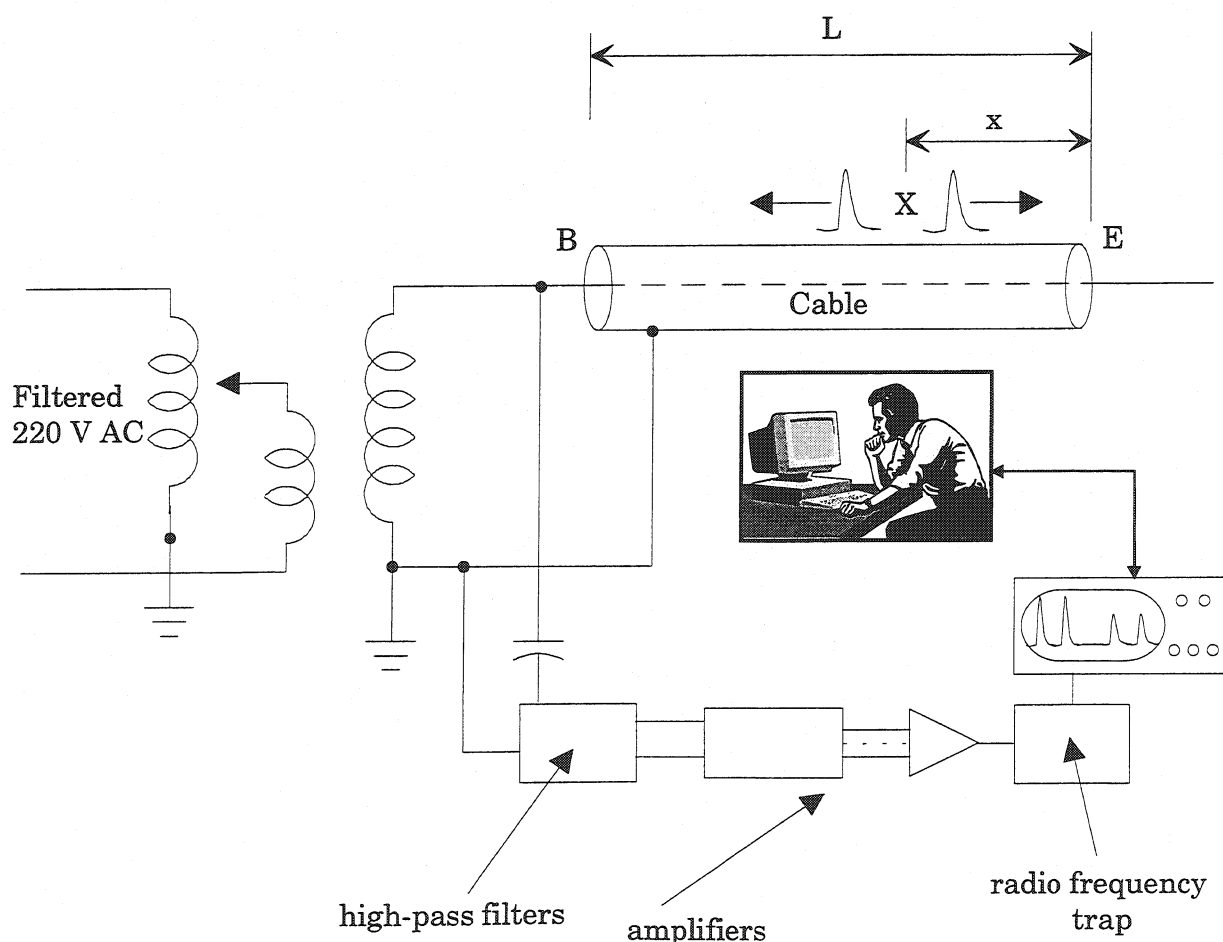 L
x
X
B
E
Cable
Filtered
220 V AC
high-pass filters
amplifiers
radio frequency
trap